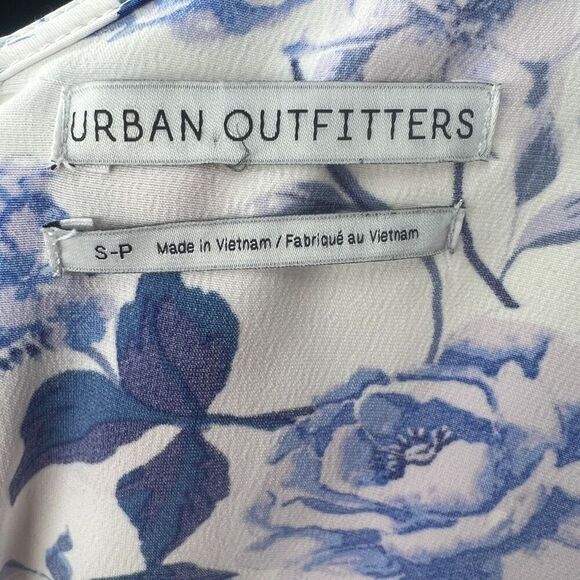 URBAN OUTFITTERS
S-P Made in Vietnam / Fabriqué au Vietnam